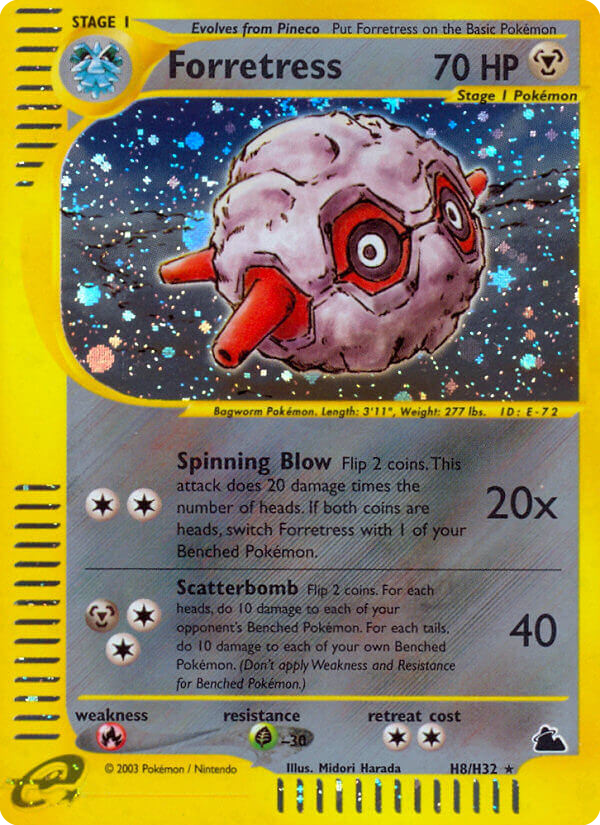 STAGE 1
Evolves from Pineco Put Forretress on the Basic Pokémon
Forretress 70 HP
Stage 1 Pokémon
Bagworm Pokémon. Length: 3'11", Weight: 277 lbs. ID: E-72
Spinning Blow Flip 2 coins. This
attack does 20 damage times the
number of heads. If both coins are
heads, switch Forretress with 1 of your
Benched Pokémon.
20x
Scatterbomb Flip 2 coins. For each
heads, do 10 damage to each of your
opponent's Benched Pokémon. For each tails,
do 10 damage to each of your own Benched
Pokémon. (Don't apply Weakness and Resistance
for Benched Pokémon.)
40
weakness resistance retreat cost
-30
© 2003 Pokémon / Nintendo Illus. Midori Harada H8/H32 ★
e